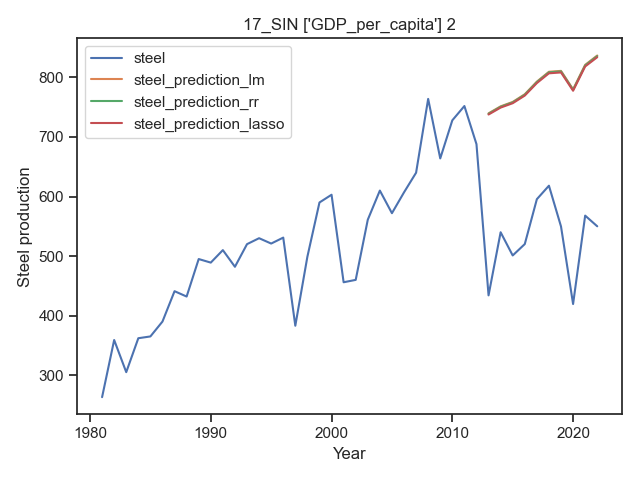 17_SIN ['GDP_per_capita'] 2
steel
steel_prediction_lm
steel_prediction_rr
steel_prediction_lasso
Steel production
800
700
600
500
400
300
1980
1990
2000
2010
2020
Year